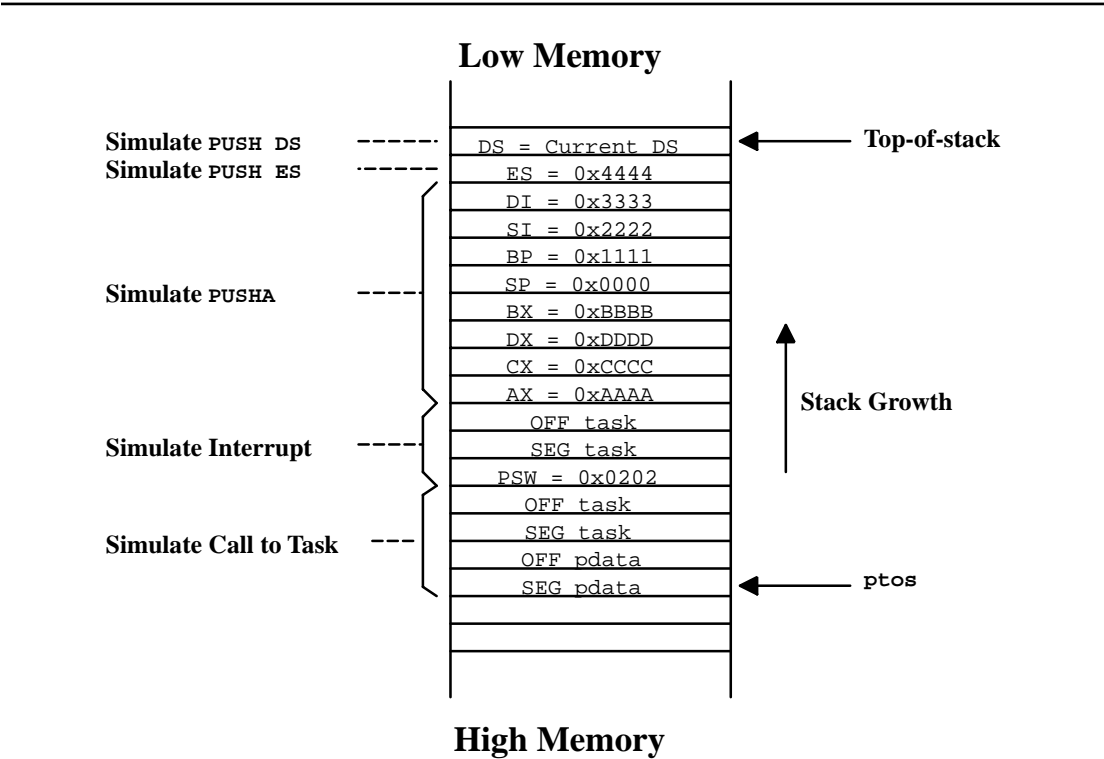 Low Memory
Simulate PUSH DS
DS = Current DS
Top-of-stack
Simulate PUSH ES
ES = 0x4444
DI = 0x3333
SI = 0x2222
BP = 0x1111
Simulate PUSHA
SP = 0x0000
BX = 0xBBBB
DX = 0xDDDD
CX = 0xCCCC
AX = 0xAAAA
Stack Growth
OFF task
Simulate Interrupt
SEG task
PSW = 0x0202
OFF task
SEG task
Simulate Call to Task
OFF pdata
SEG pdata
ptos
High Memory